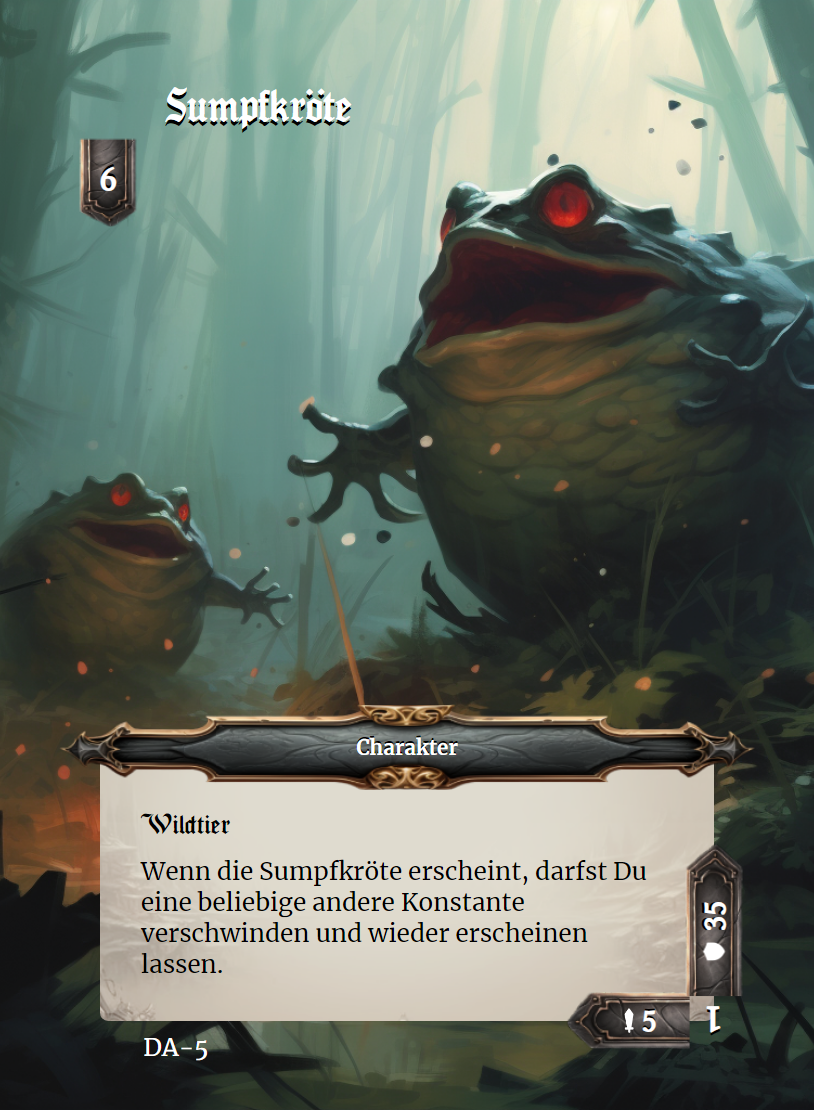 Sumpfkröte
6
Charakter
Wildtier
Wenn die Sumpfkröte erscheint, darfst Du
eine beliebige andere Konstante
verschwinden und wieder erscheinen
lassen.
35
5
1
DA-5